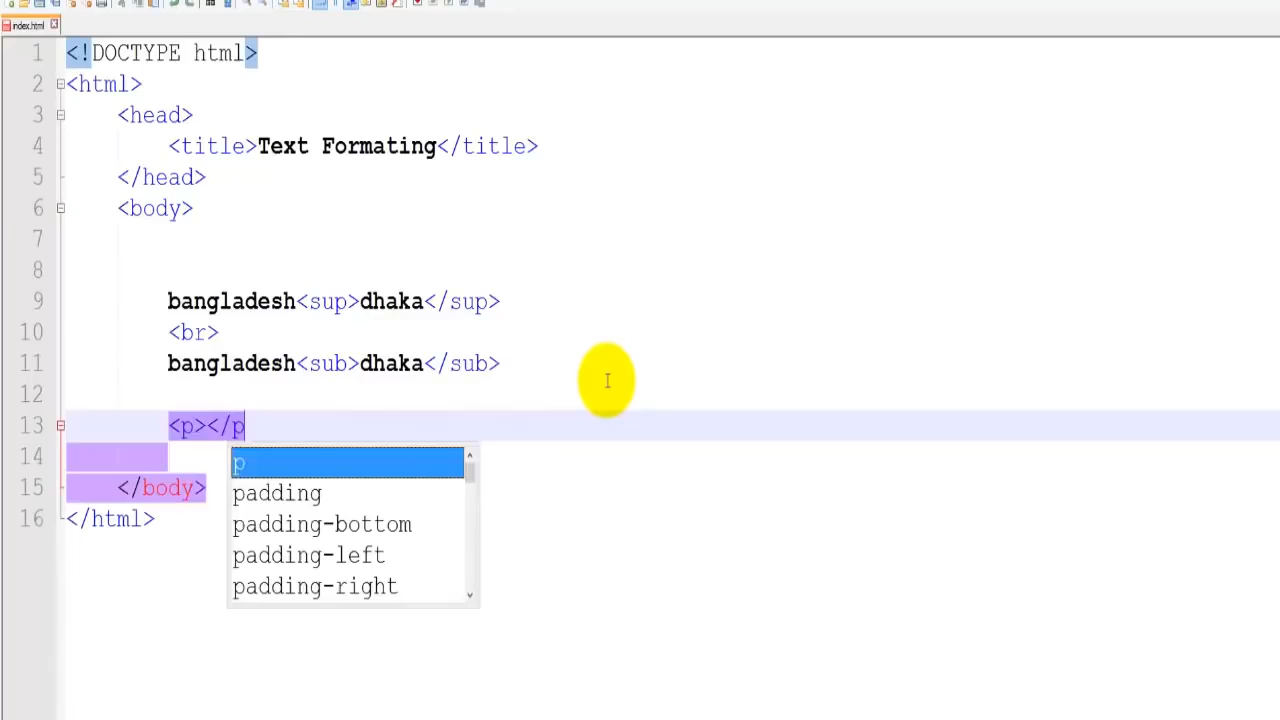 index.html
1 <!DOCTYPE html>
2 <html>
3 <head>
4 <title>Text Formating</title>
5 </head>
6 <body>
7
8
9 bangladesh<sup>dhaka</sup>
10 <br>
11 bangladesh<sub>dhaka</sub>
12
13 <p></p
14
15 </body>
16 </html>
p
padding
padding-bottom
padding-left
padding-right